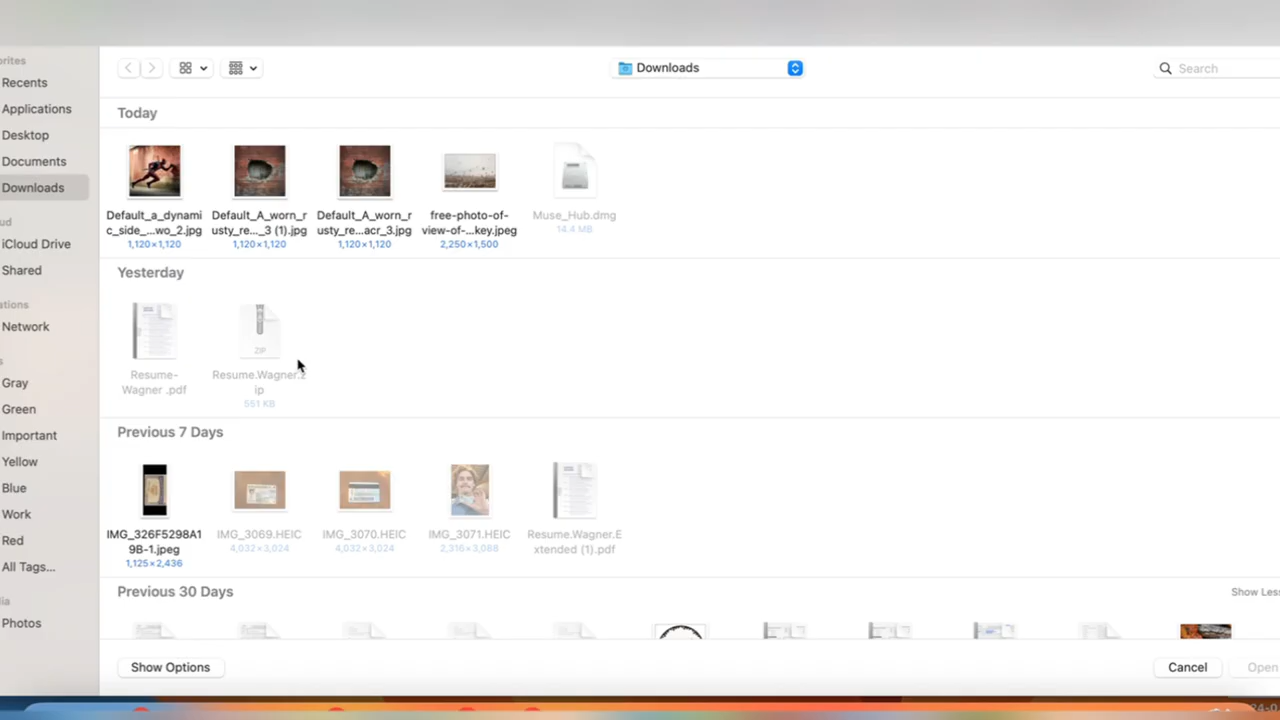 orites
Recents
Applications
Desktop
Documents
Downloads
ud
iCloud Drive
Shared
ations
Network
s
Gray
Green
Important
Yellow
Blue
Work
Red
All Tags...
ia
Photos
Downloads
Search
Today
Default_a_dynami
c_side_...wo_2.jpg
1,120×1,120
Default_A_worn_r
usty_re..._3 (1).jpg
1,120×1,120
Default_A_worn_r
usty_re...acr_3.jpg
1,120×1,120
free-photo-of-
view-of-...key.jpeg
2,250×1,500
Muse_Hub.dmg
14.4 MB
Yesterday
Resume-
Wagner .pdf
ZIP
Resume.Wagner.z
ip
551 KB
Previous 7 Days
IMG_326F5298A1
9B-1.jpeg
1,125×2,436
IMG_3069.HEIC
4,032×3,024
IMG_3070.HEIC
4,032×3,024
IMG_3071.HEIC
2,316×3,088
Resume.Wagner.E
xtended (1).pdf
Previous 30 Days
Show Less
Show Options
Cancel
Open